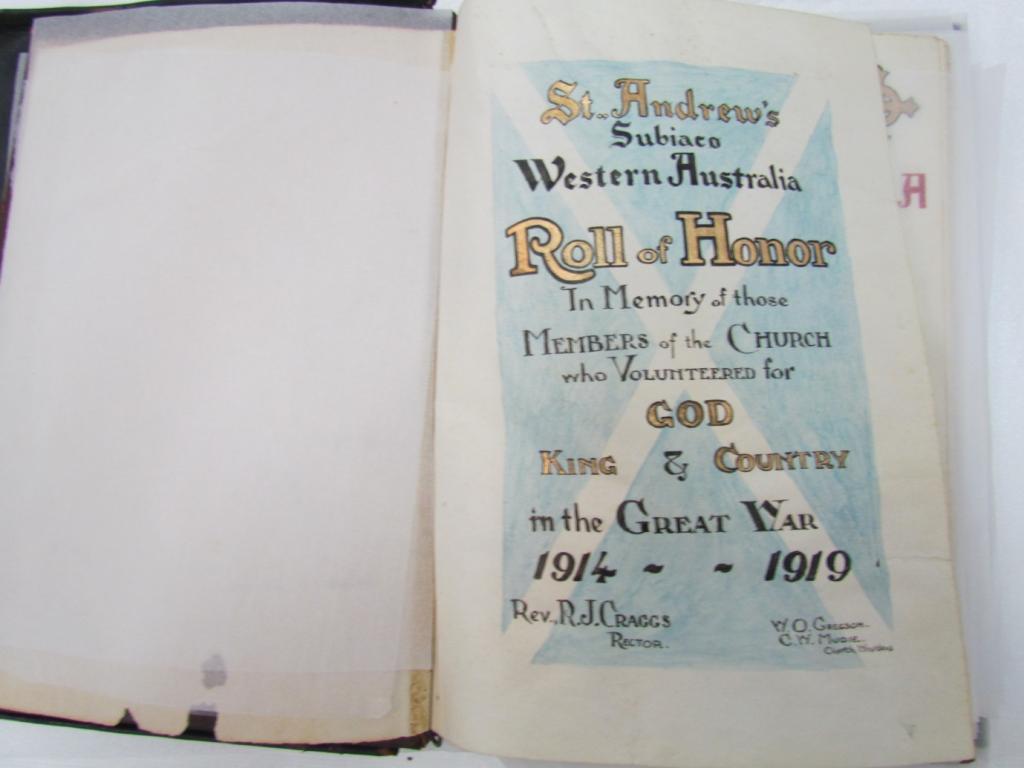 St. Andrew's
Subiaco
Western Australia
Roll of Honor
In Memory of those
MEMBERS of the CHURCH
who VOLUNTEERED for
GOD
KING & COUNTRY
in the GREAT WAR
1914 ~ ~ 1919
Rev. R. J. CRAGGS
RECTOR.
W. O. GREGSON.
C. W. MUDIE.
Church Wardens
A